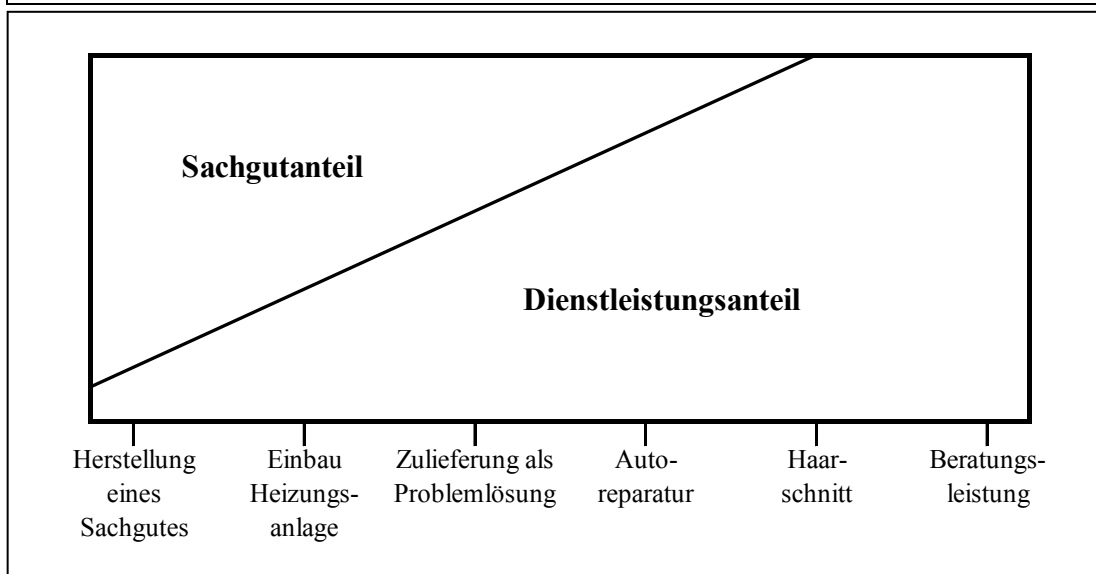 Sachgutanteil
Dienstleistungsanteil
Herstellung
eines
Sachgutes
Einbau
Heizungs-
anlage
Zulieferung als
Problemlösung
Auto-
reparatur
Haar-
schnitt
Beratungs-
leistung